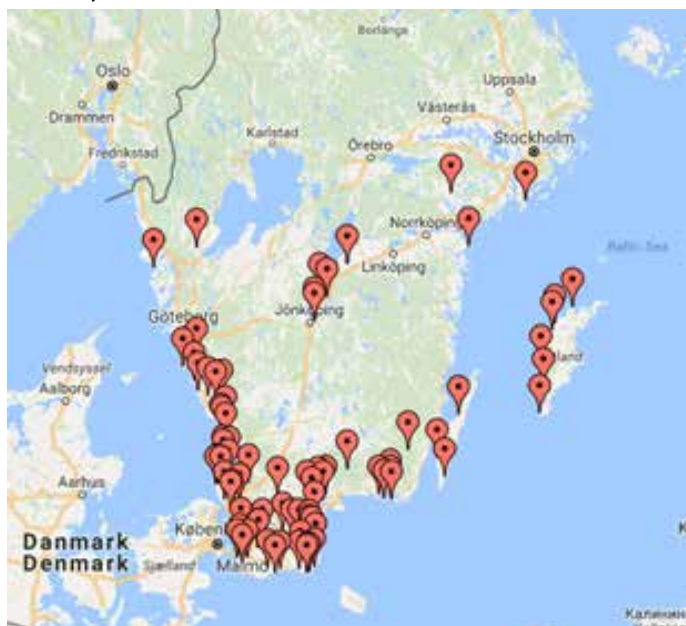 Borlänge
Oslo
Uppsala
Drammen
Västerås
Karlstad
Örebro
Stockholm
Fredrikstad
Norrköping
Baltic Sea
Linköping
Göteborg
Jönköping
Vendsyssel
Aalborg
Aarhus
Danmark
Denmark
Sjælland
Malmö